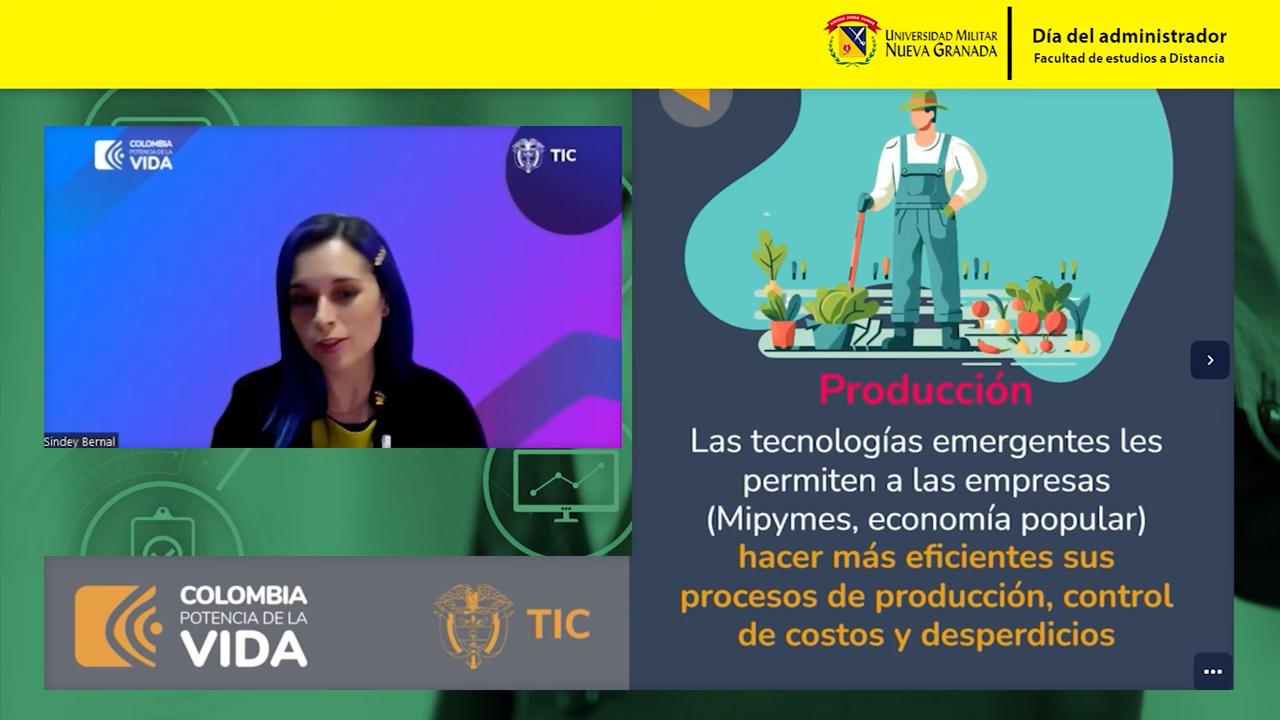 UNIVERSIDAD MILITAR
NUEVA GRANADA
Día del administrador
Facultad de estudios a Distancia
COLOMBIA
POTENCIA DE LA
VIDA
TIC
Sindey Bernal
Producción
Las tecnologías emergentes les
permiten a las empresas
(Mipymes, economía popular)
hacer más eficientes sus
procesos de producción, control
de costos y desperdicios
COLOMBIA
POTENCIA DE LA
VIDA
TIC